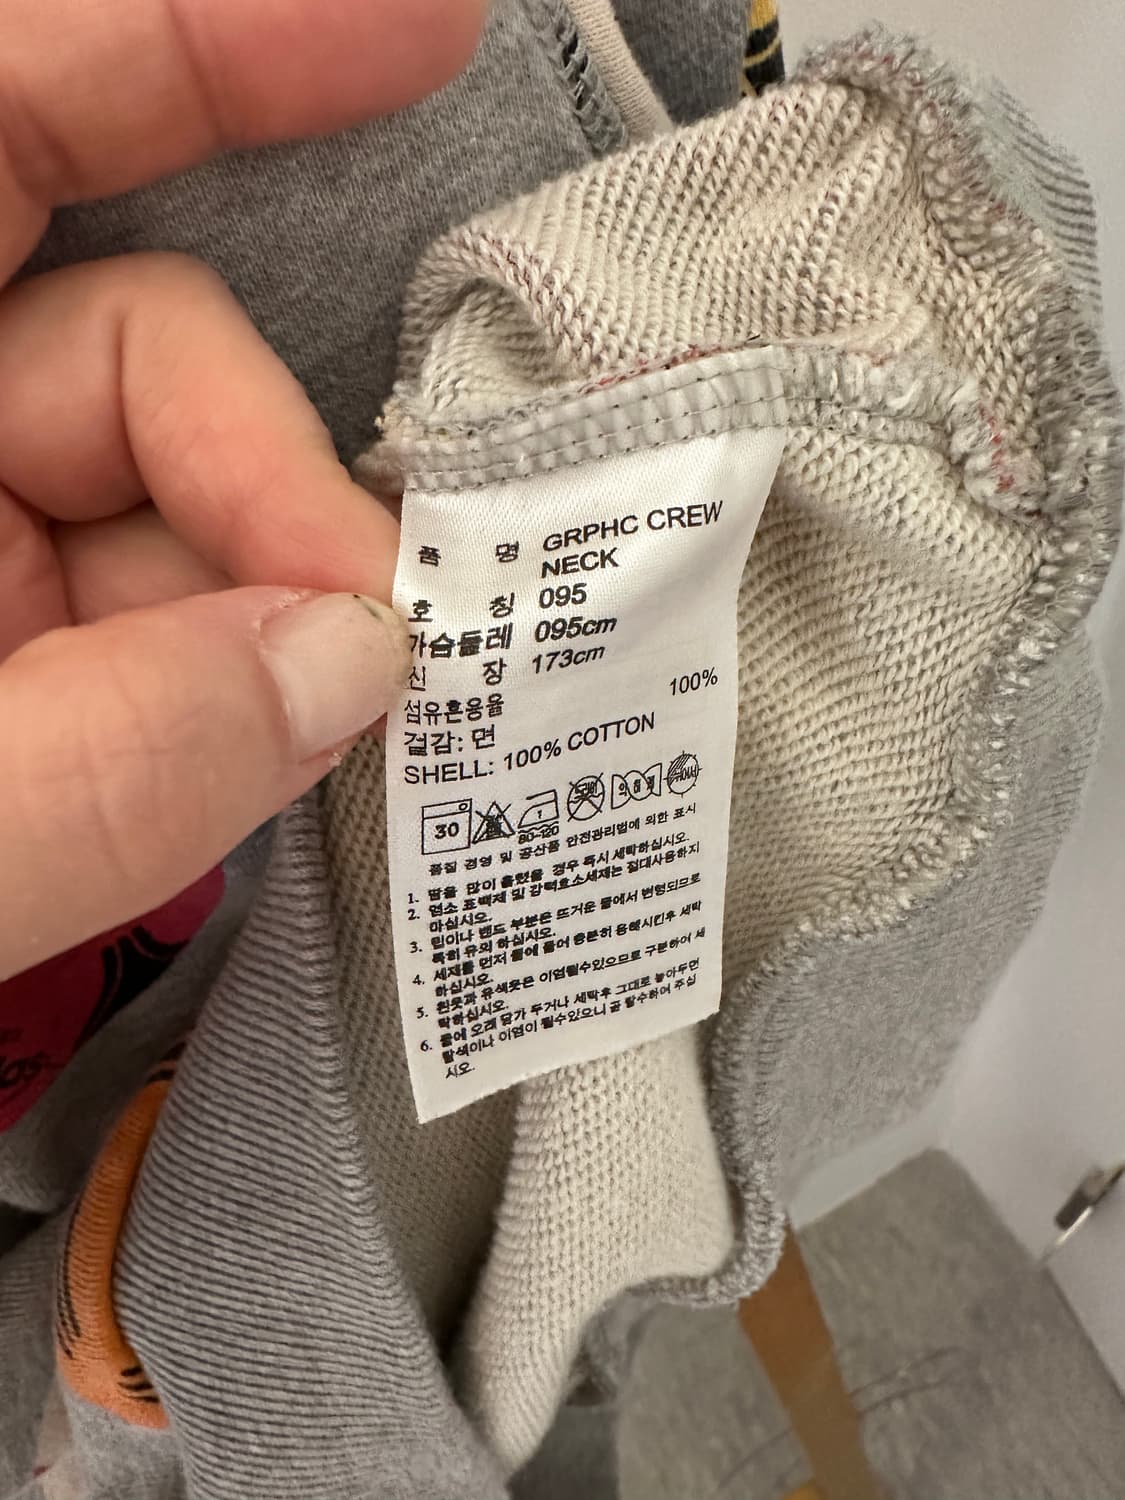 품 명 GRPHC CREW
NECK
호 칭 095
가슴둘레 095cm
신 장 173cm
섬유혼용율
겉감: 면 100%
SHELL: 100% COTTON
30
80~120
드라이
약하게
품질 경영 및 공산품 안전관리법에 의한 표시
1. 땀을 많이 흘렸을 경우 즉시 세탁하십시오.
2. 염소 표백제 및 강력효소세제는 절대사용하지
마십시오.
3. 립이나 밴드 부분은 뜨거운 물에서 변형되므로
특히 유의 하십시오.
4. 세제를 먼저 물에 풀어 충분히 용해시킨후 세탁
하십시오.
5. 흰옷과 유색옷은 이염될수있으므로 구분하여 세
탁하십시오.
6. 물에 오래 담가 두거나 세탁후 그대로 놓아두면
탈색이나 이염이 될수있으니 곧 탈수하여 주십
시오.